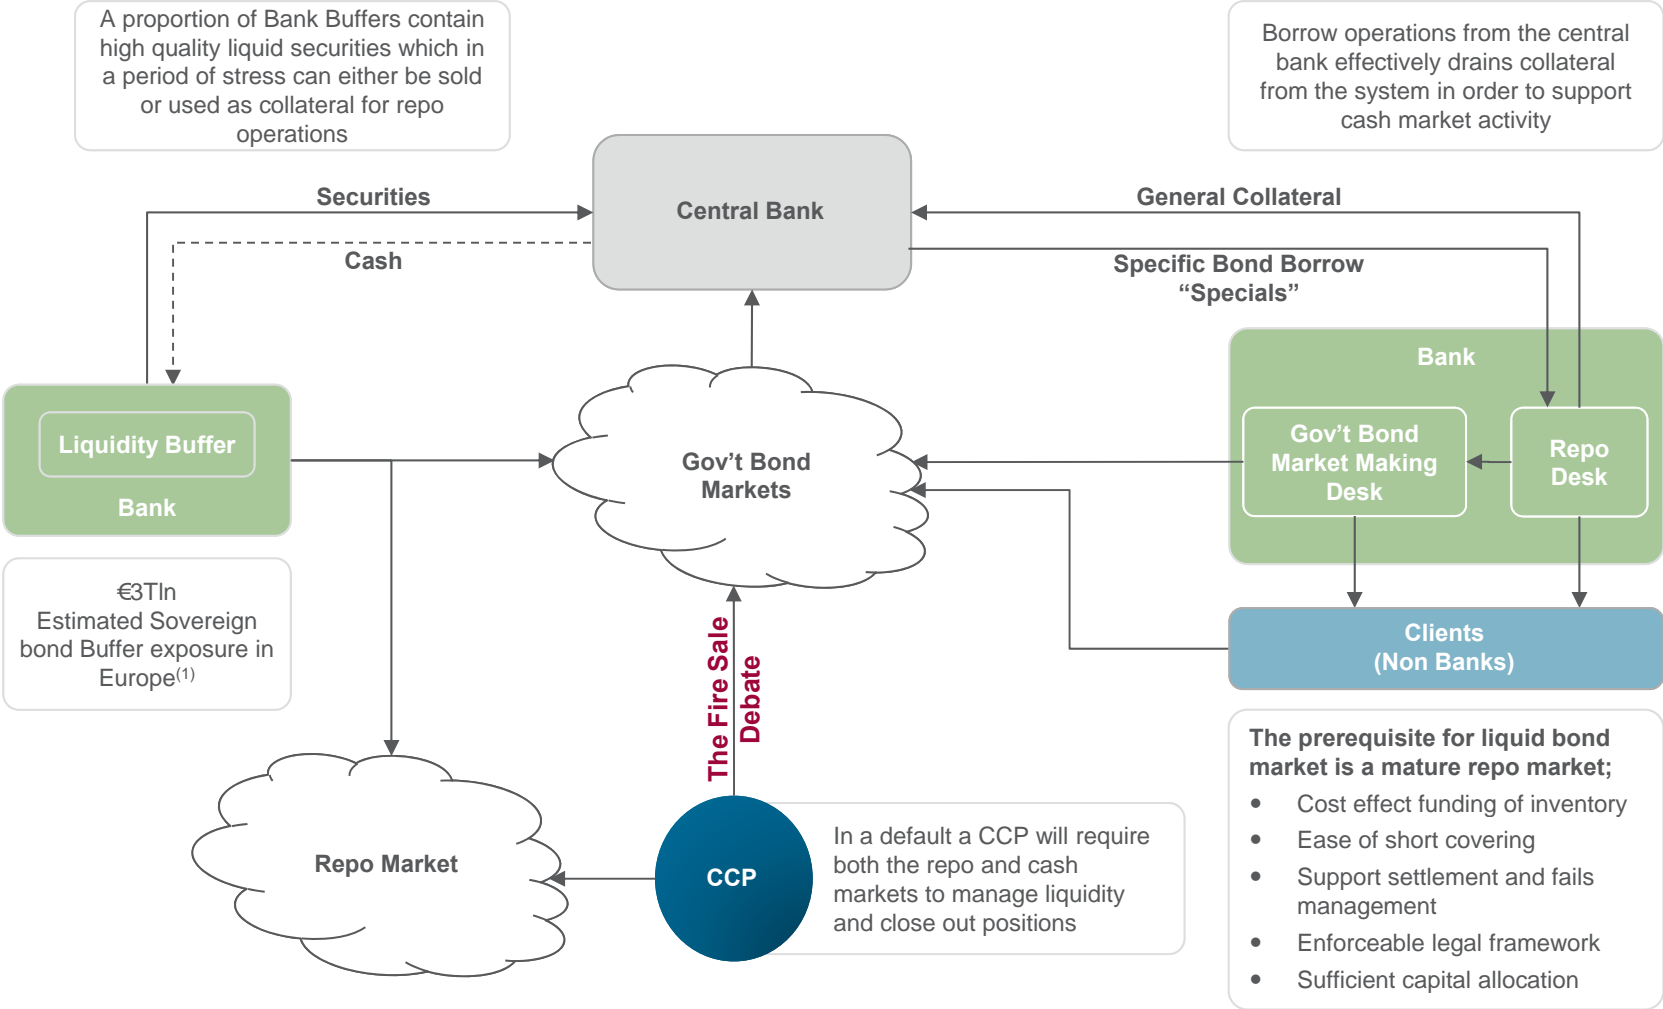 A proportion of Bank Buffers contain
high quality liquid securities which in
a period of stress can either be sold
or used as collateral for repo
operations
Borrow operations from the central
bank effectively drains collateral
from the system in order to support
cash market activity
Securities
Cash
Central Bank
General Collateral
Specific Bond Borrow
“Specials”
Liquidity Buffer
Bank
Gov’t Bond
Markets
Bank
Gov’t Bond
Market Making
Desk
Repo
Desk
€3Tln
Estimated Sovereign
bond Buffer exposure in
Europe(1)
Clients
(Non Banks)
The Fire Sale
Debate
Repo Market
CCP
In a default a CCP will require
both the repo and cash
markets to manage liquidity
and close out positions
The prerequisite for liquid bond
market is a mature repo market;
• Cost effect funding of inventory
• Ease of short covering
• Support settlement and fails
management
• Enforceable legal framework
• Sufficient capital allocation